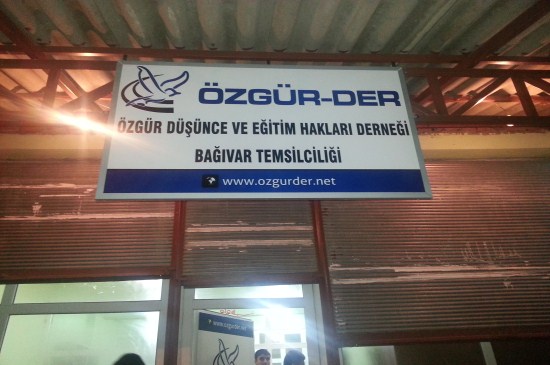 ÖZGÜR-DER
ÖZGÜR DÜŞÜNCE VE EĞİTİM HAKLARI DERNEĞİ
BAĞIVAR TEMSİLCİLİĞİ
www.ozgurder.net